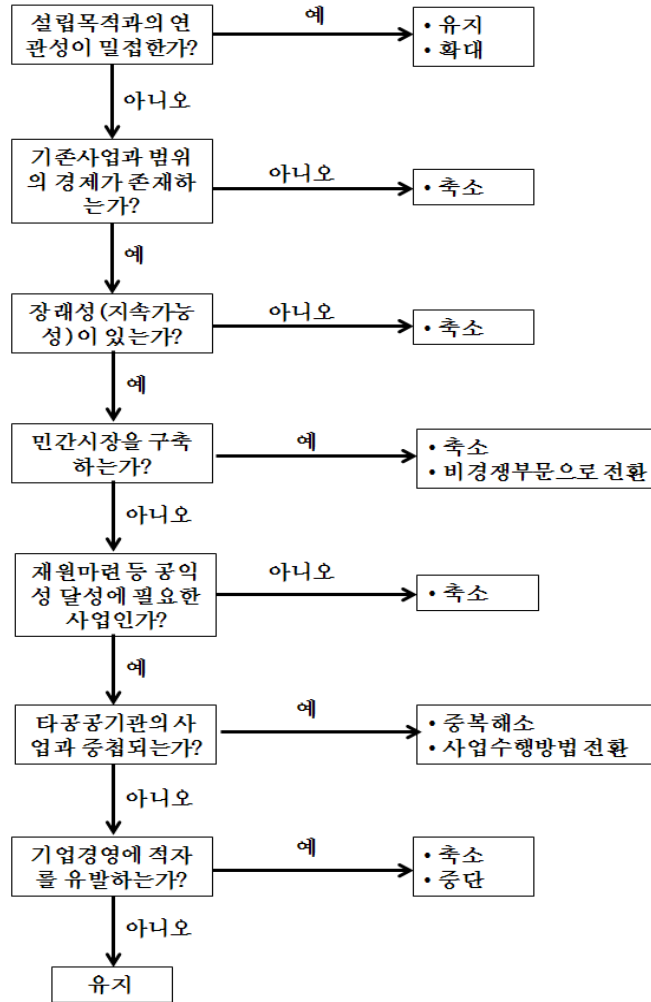 설립목적과의 연
관성이 밀접한가?
예
• 유지
• 확대
아니오
기존사업과 범위
의 경제가 존재하
는가?
아니오
• 축소
예
장래성(지속가능
성)이 있는가?
아니오
• 축소
예
민간시장을 구축
하는가?
예
• 축소
• 비경쟁부문으로 전환
아니오
재원마련 등 공익
성 달성에 필요한
사업인가?
아니오
• 축소
예
타공공기관의 사
업과 중첩되는가?
예
• 중복해소
• 사업수행방법 전환
아니오
기업경영에 적자
를 유발하는가?
예
• 축소
• 중단
아니오
유지